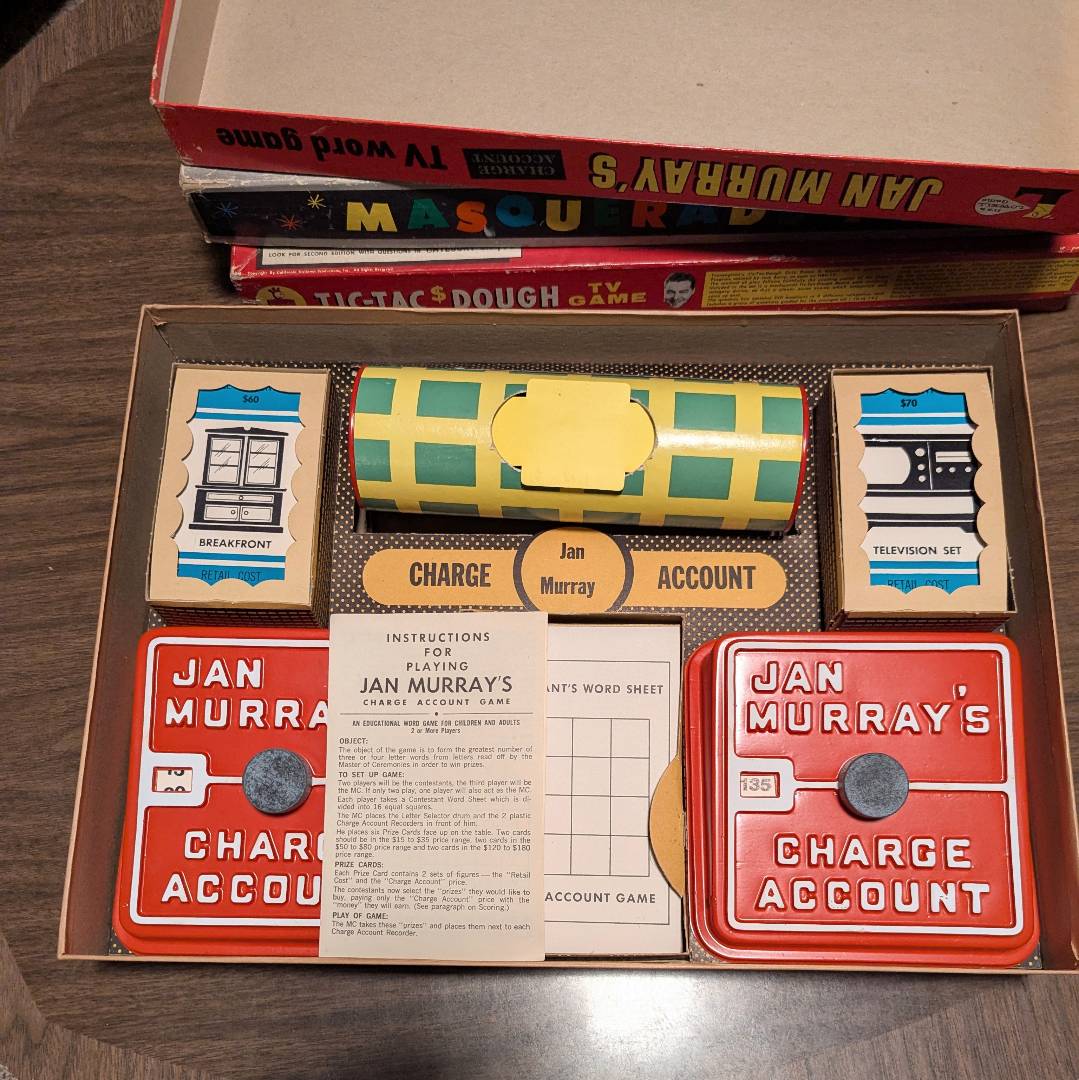 TV word game
CHARGE
ACCOUNT
JAN MURRAY'S
MASQUERAD
LOOK FOR SECOND EDITION WITH QUESTIONS IN
TIC-TAC $ DOUGH
TV
GAME
$60
BREAKFRONT
RETAIL COST
$70
TELEVISION SET
RETAIL COST
CHARGE
Jan
Murray
ACCOUNT
JAN
MURRA
CHARG
ACCOU
INSTRUCTIONS
FOR
PLAYING
JAN MURRAY'S
CHARGE ACCOUNT GAME
AN EDUCATIONAL WORD GAME FOR CHILDREN AND ADULTS
2 or More Players
OBJECT:
The object of the game is to form the greatest number of
three or four letter words from letters read off by the
Master of Ceremonies in order to win prizes.
TO SET UP GAME:
Two players will be the contestants, the third player will be
the MC. If only two play, one player will also act as the MC.
Each player takes a Contestant Word Sheet which is di-
vided into 16 equal squares.
The MC places the Letter Selector drum and the 2 plastic
Charge Account Recorders in front of him.
He places six Prize Cards face up on the table. Two cards
should be in the $15 to $35 price range, two cards in the
$50 to $80 price range and two cards in the $120 to $180
price range.
PRIZE CARDS:
Each Prize Card contains 2 sets of figures — the "Retail
Cost" and the "Charge Account" price.
The contestants now select the "prizes" they would like to
buy, paying only the "Charge Account" price with the
"money" they will earn. (See paragraph on Scoring.)
PLAY OF GAME:
The MC takes these "prizes" and places them next to each
Charge Account Recorder.
ANT'S WORD SHEET
ACCOUNT GAME
JAN
MURRAY'S
135
CHARGE
ACCOUNT